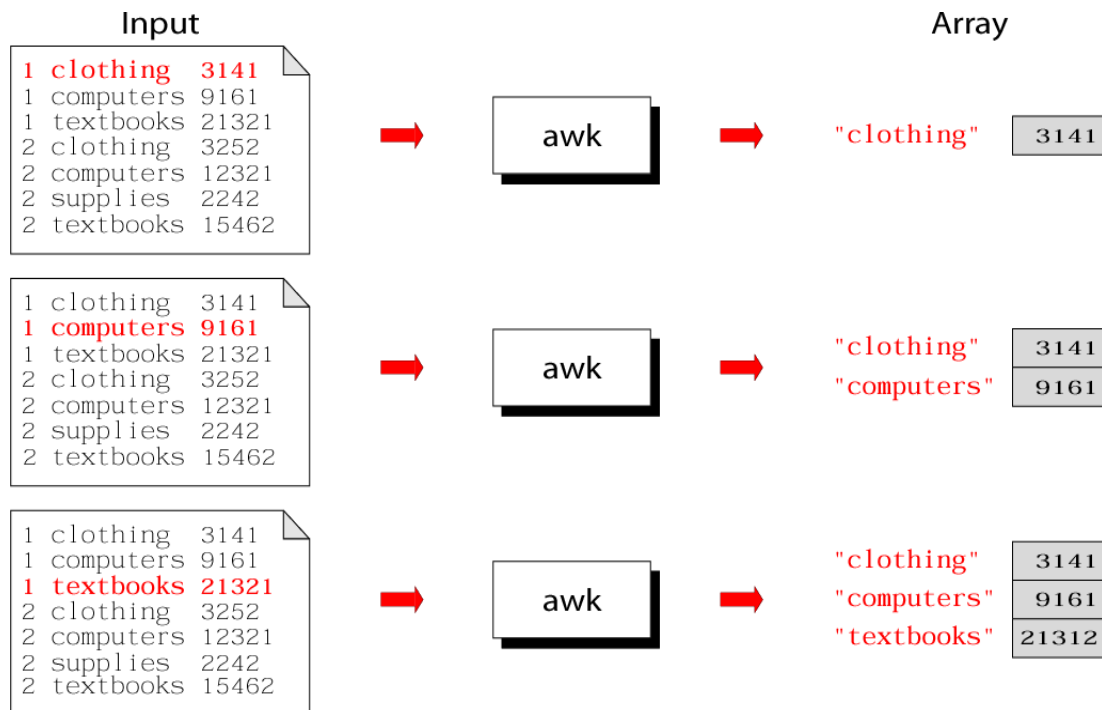 Input
Array
1 clothing 3141
1 computers 9161
1 textbooks 21321
2 clothing 3252
2 computers 12321
2 supplies 2242
2 textbooks 15462
awk
"clothing" 3141
1 clothing 3141
1 computers 9161
1 textbooks 21321
2 clothing 3252
2 computers 12321
2 supplies 2242
2 textbooks 15462
awk
"clothing" 3141
"computers" 9161
1 clothing 3141
1 computers 9161
1 textbooks 21321
2 clothing 3252
2 computers 12321
2 supplies 2242
2 textbooks 15462
awk
"clothing" 3141
"computers" 9161
"textbooks" 21312